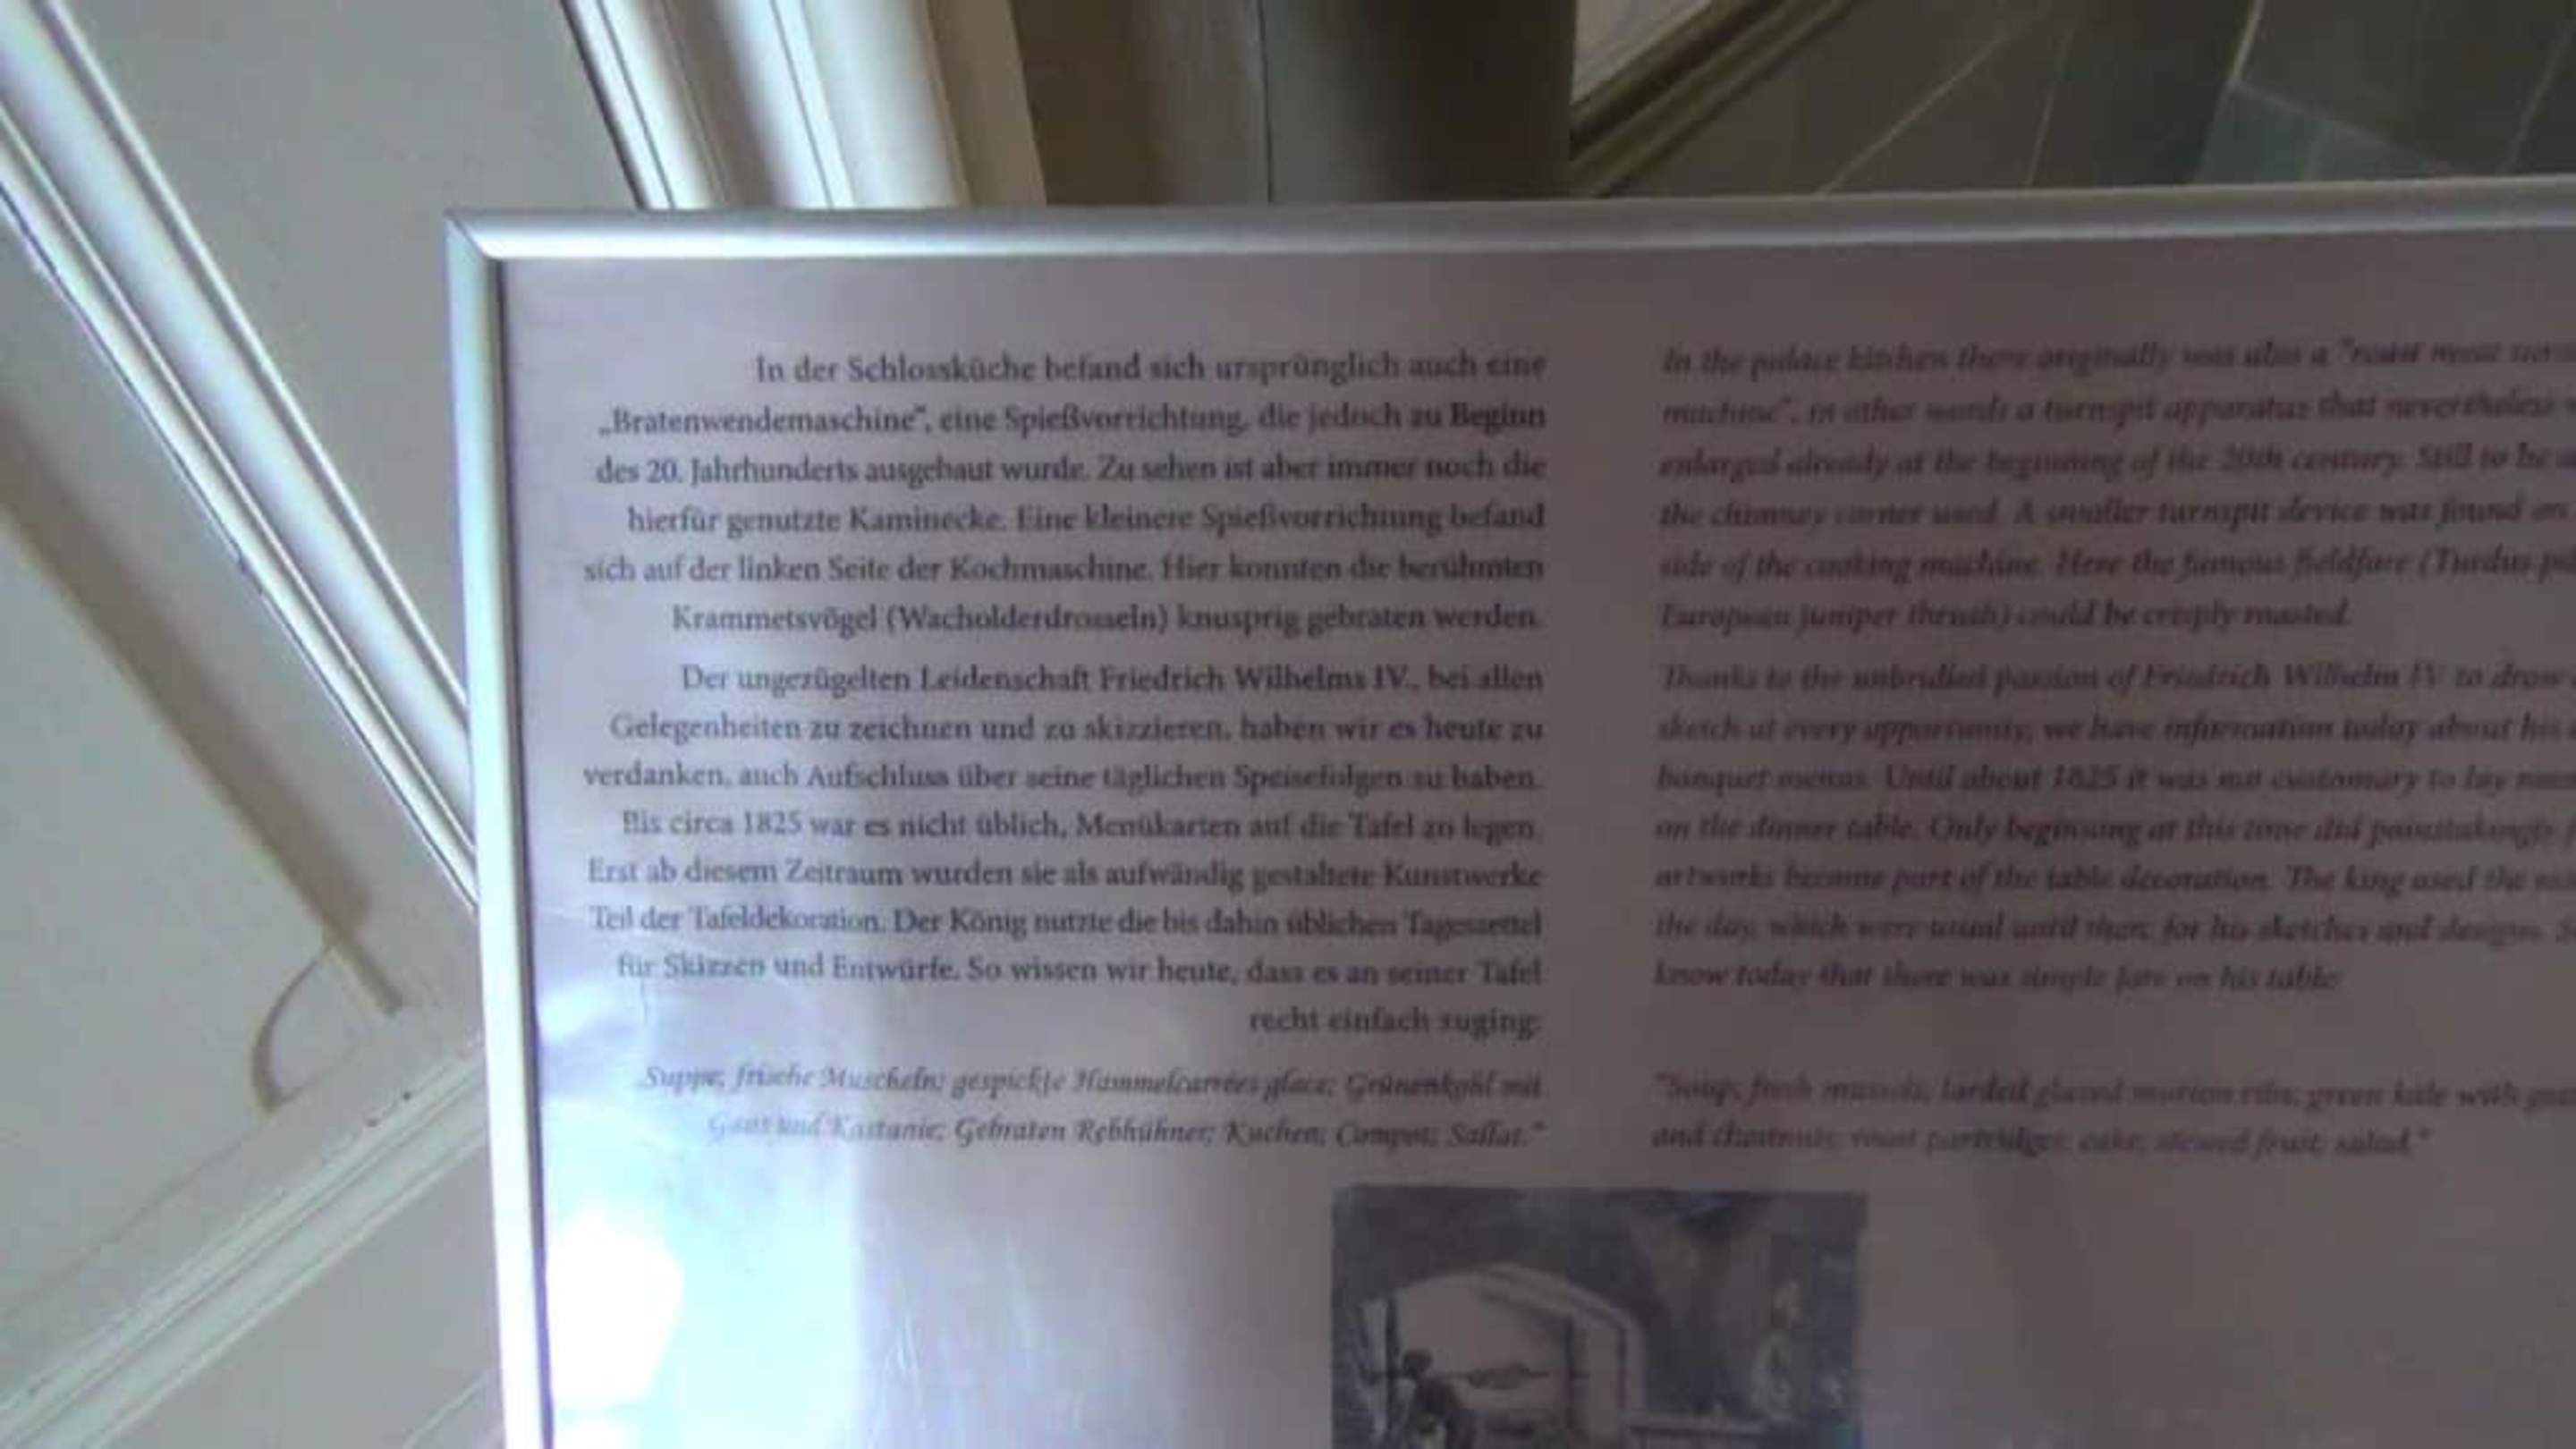 In der Schlossküche befand sich ursprünglich auch eine
„Bratenwendemaschine“, eine Spießvorrichtung, die jedoch zu Beginn
des 20. Jahrhunderts ausgebaut wurde. Zu sehen ist aber immer noch die
hierfür genutzte Kaminecke. Eine kleinere Spießvorrichtung befand
sich auf der linken Seite der Kochmaschine. Hier konnten die berühmten
Krammetsvögel (Wacholderdrosseln) knusprig gebraten werden.
Der ungezügelten Leidenschaft Friedrich Wilhelms IV., bei allen
Gelegenheiten zu zeichnen und zu skizzieren, haben wir es heute zu
verdanken, auch Aufschluss über seine täglichen Speisefolgen zu haben.
Bis circa 1825 war es nicht üblich, Menükarten auf die Tafel zu legen.
Erst ab diesem Zeitraum wurden sie als aufwändig gestaltete Kunstwerke
Teil der Tafeldekoration. Der König nutzte die bis dahin üblichen Tageszettel
für Skizzen und Entwürfe. So wissen wir heute, dass es an seiner Tafel
recht einfach zuging:
Suppe; frische Muscheln; gespickte Hammelcarrées glace; Grünenkohl mit
Gans und Kastanie; Gebraten Rebhühner; Kuchen; Compot; Sallat.“
In the palace kitchen there originally was also a "roast meat
machine", in other words a turnspit apparatus that nevertheless
enlarged already at the beginning of the 20th century. Still to be
the chimney corner used. A smaller turnspit device was found on
side of the cooking machine. Here the famous fieldfare (Turdus
European juniper thrush) could be crisply roasted.
Thanks to the unbridled passion of Friedrich Wilhelm IV to draw
sketch at every opportunity, we have information today about his
banquet menus. Until about 1825 it was not customary to lay
on the dinner table. Only beginning at this time did painstakingly
artworks become part of the table decoration. The king used the
the day, which were usual until then, for his sketches and designs.
know today that there was simple fare on his table:
"Soup; fresh mussels; larded glazed mutton ribs; green kale with
and chestnuts; roast partridges; cake; stewed fruit; salad."